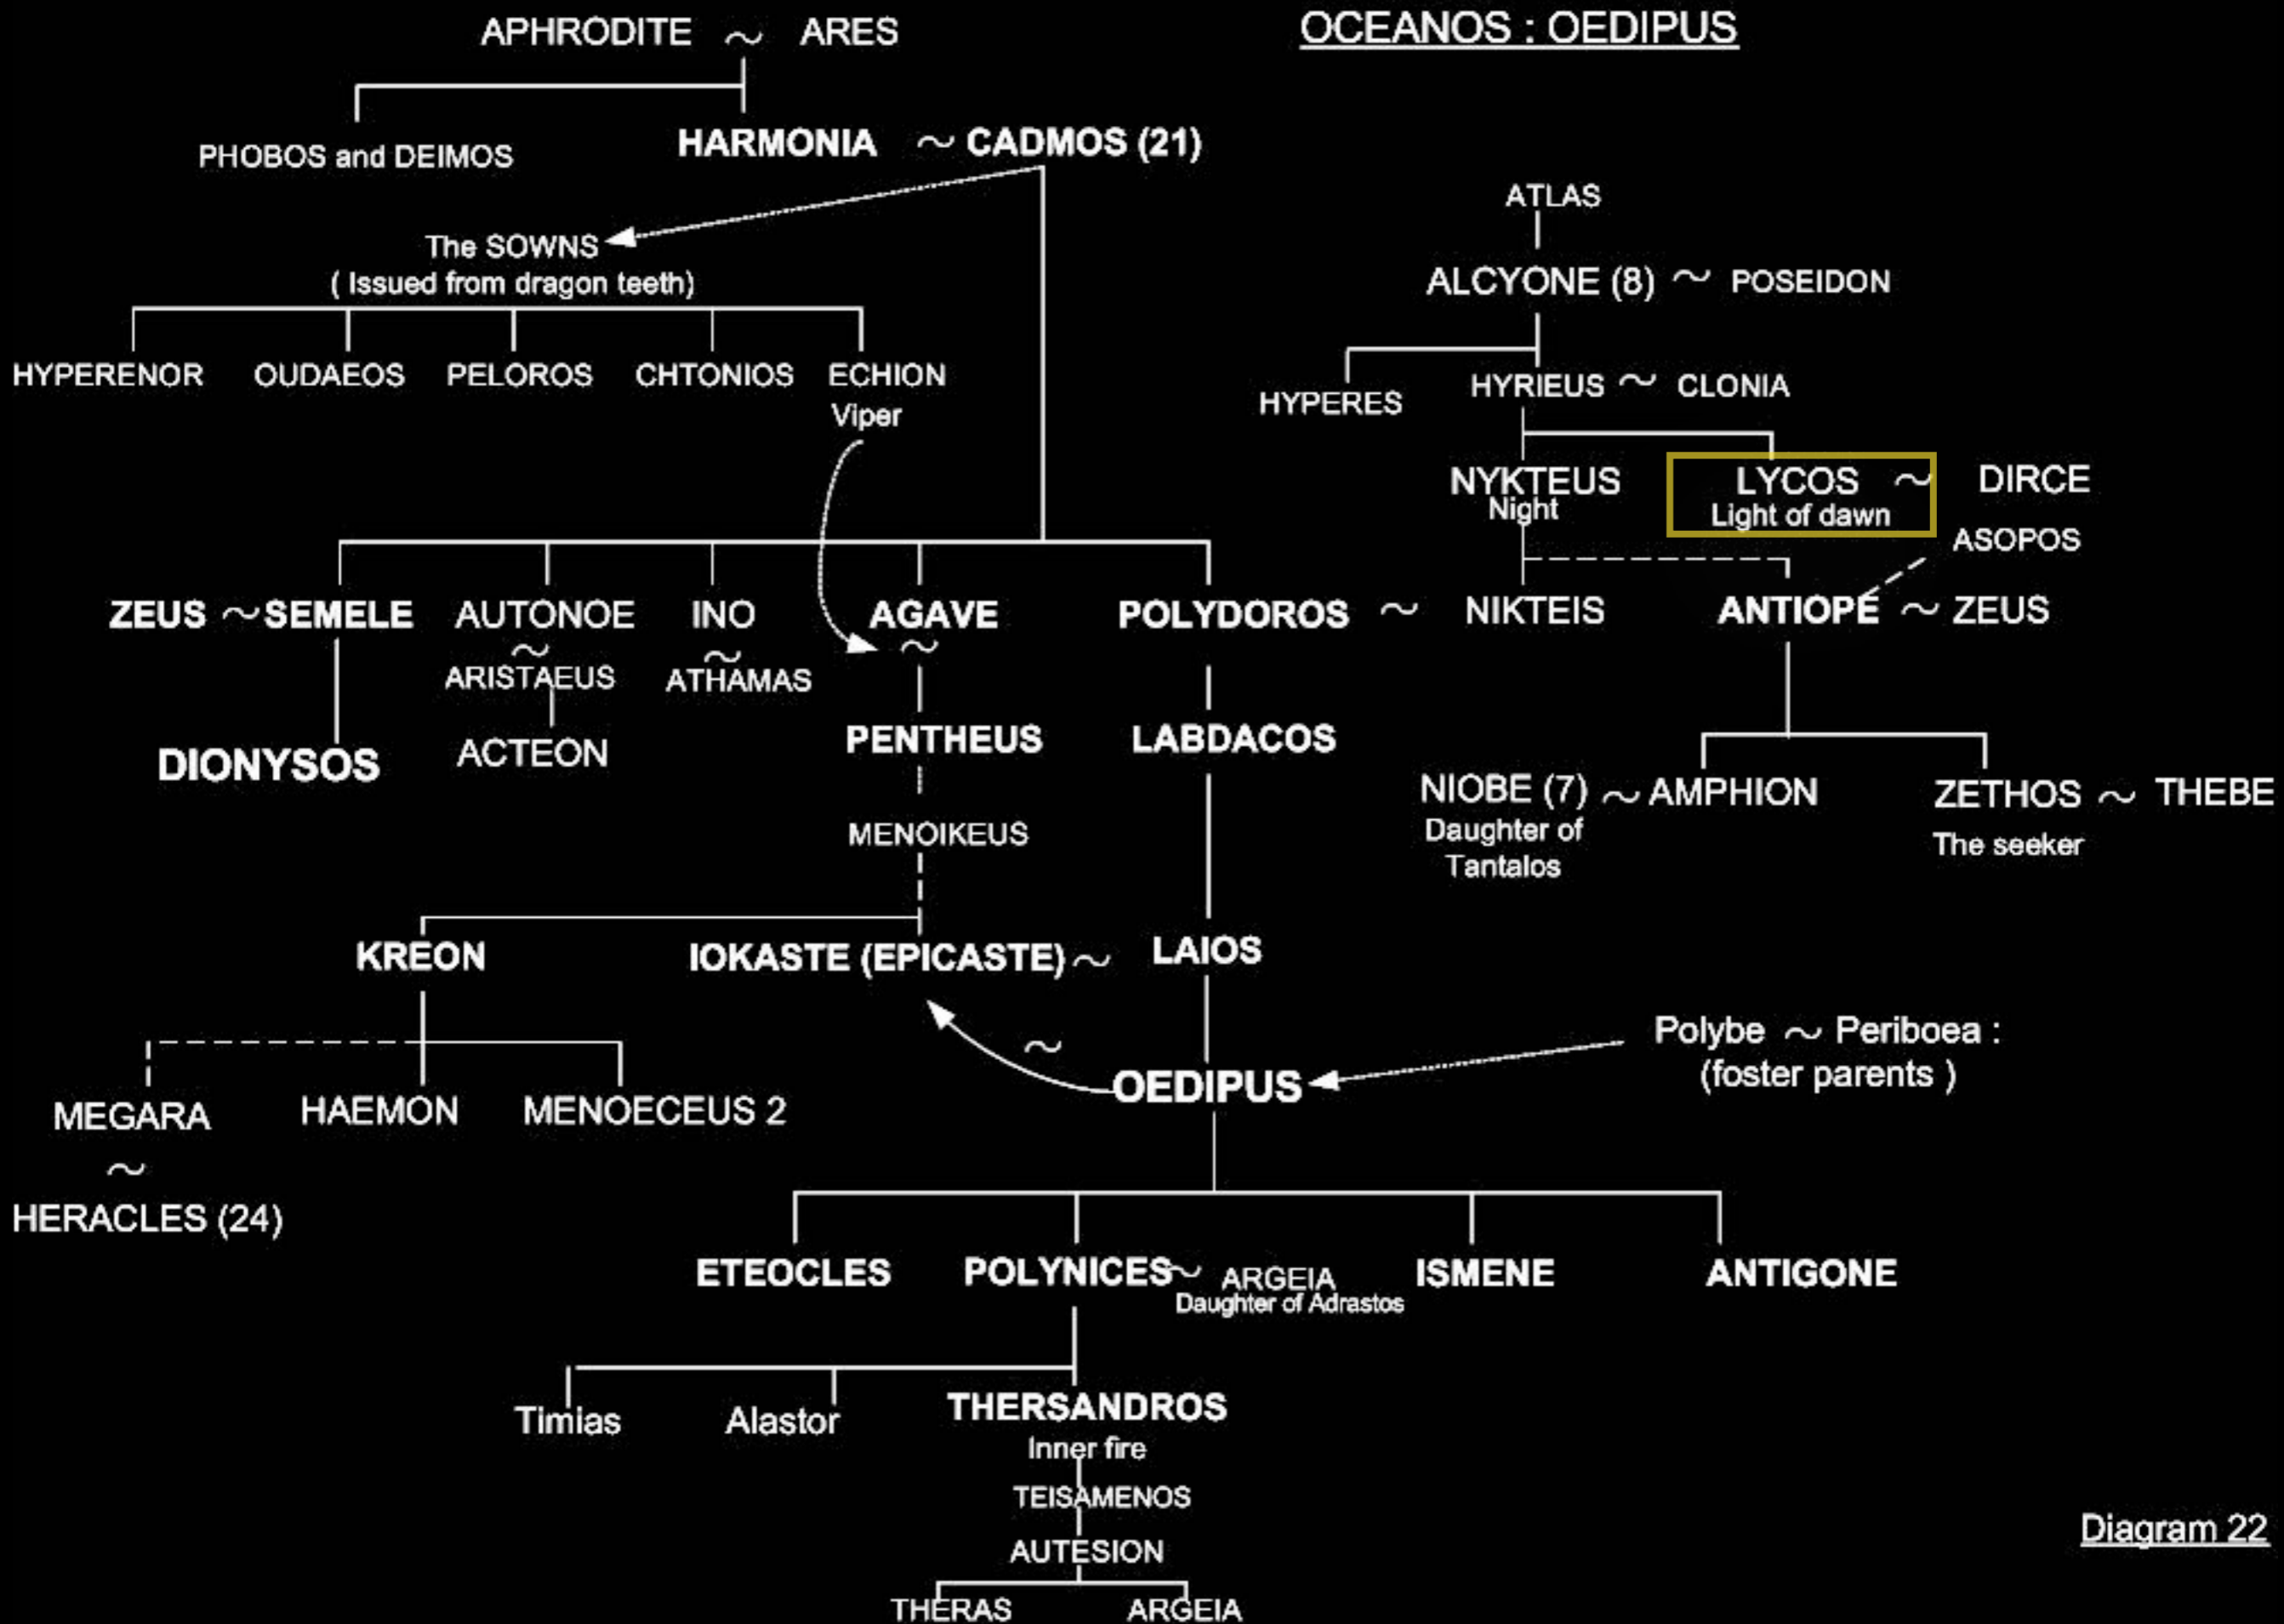 APHRODITE ~ ARES
OCEANOS : OEDIPUS
PHOBOS and DEIMOS
HARMONIA ~ CADMOS (21)
ATLAS
The SOWNS
( Issued from dragon teeth)
ALCYONE (8) ~ POSEIDON
HYPERENOR OUDAEOS PELOROS CHTONIOS ECHION
Viper
HYPERES
HYRIEUS ~ CLONIA
NYKTEUS
Night
LYCOS ~ DIRCE
Light of dawn
ASOPOS
ZEUS ~ SEMELE AUTONOE INO AGAVE POLYDOROS ~ NIKTEIS ANTIOPE ~ ZEUS
~ ~ ~
ARISTAEUS ATHAMAS
DIONYSOS ACTEON PENTHEUS LABDACOS
NIOBE (7) ~ AMPHION ZETHOS ~ THEBE
Daughter of
Tantalos
The seeker
MENOIKEUS
KREON IOKASTE (EPICASTE) ~ LAIOS
~
Polybe ~ Periboea :
(foster parents )
OEDIPUS
MEGARA HAEMON MENOECEUS 2
~
HERACLES (24)
ETEOCLES POLYNICES ~ ARGEIA ISMENE ANTIGONE
Daughter of Adrastos
Timias Alastor THERSANDROS
Inner fire
TEISAMENOS
AUTESION
THERAS ARGEIA
Diagram 22